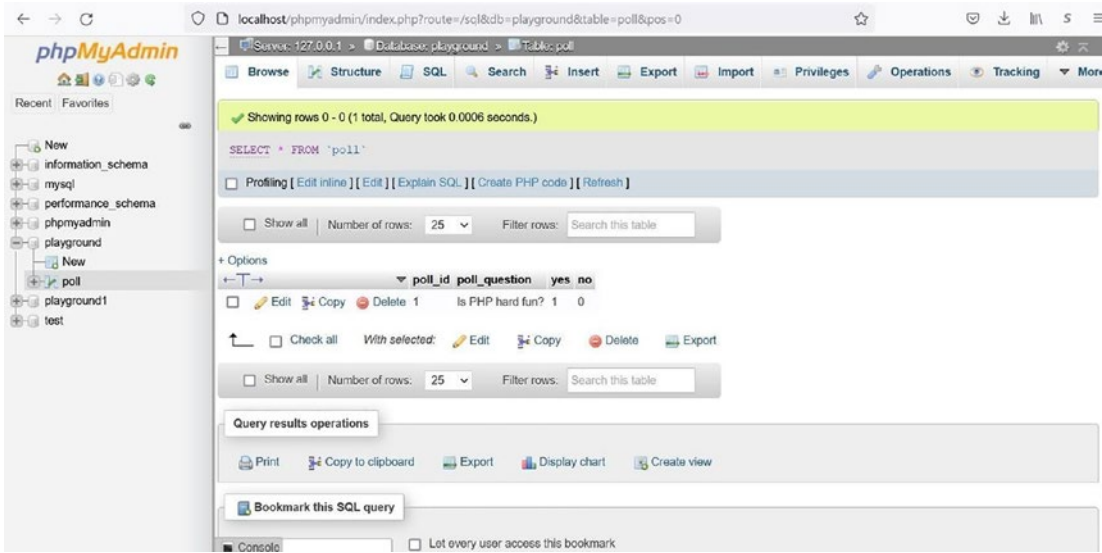 localhost/phpmyadmin/index.php?route=/sql&db=playground&table=poll&pos=0
phpMyAdmin
Recent Favorites
New
information_schema
mysql
performance_schema
phpmyadmin
playground
New
poll
playground1
test
Server: 127.0.0.1 » Database: playground » Table: poll
Browse Structure SQL Search Insert Export Import Privileges Operations Tracking More
Showing rows 0 - 0 (1 total, Query took 0.0006 seconds.)
SELECT * FROM `poll`
Profiling [ Edit inline ] [ Edit ] [ Explain SQL ] [ Create PHP code ] [ Refresh ]
Show all | Number of rows: 25 Filter rows: Search this table
+ Options
←T→ poll_id poll_question yes no
Edit Copy Delete 1 Is PHP hard fun? 1 0
Check all With selected: Edit Copy Delete Export
Show all | Number of rows: 25 Filter rows: Search this table
Query results operations
Print Copy to clipboard Export Display chart Create view
Bookmark this SQL query
Console
Let every user access this bookmark